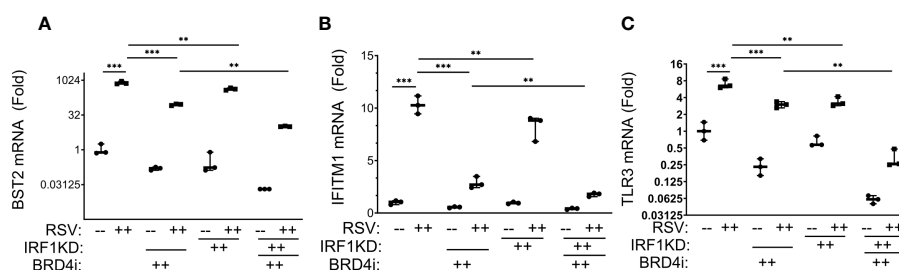 A
BST2 mRNA (Fold)
1024
32
1
0.03125
***
***
**
**
RSV: -- ++ -- ++ -- ++ -- ++
IRF1KD: ++ ++
BRD4i: ++ ++
B
IFITM1 mRNA (Fold)
15
10
5
0
***
***
**
**
RSV: -- ++ -- ++ -- ++ -- ++
IRF1KD: ++ ++
BRD4i: ++ ++
C
TLR3 mRNA (Fold)
16
8
4
2
1
0.5
0.25
0.125
0.0625
0.03125
***
***
**
**
RSV: -- ++ -- ++ -- ++ -- ++
IRF1KD: ++ ++
BRD4i: ++ ++